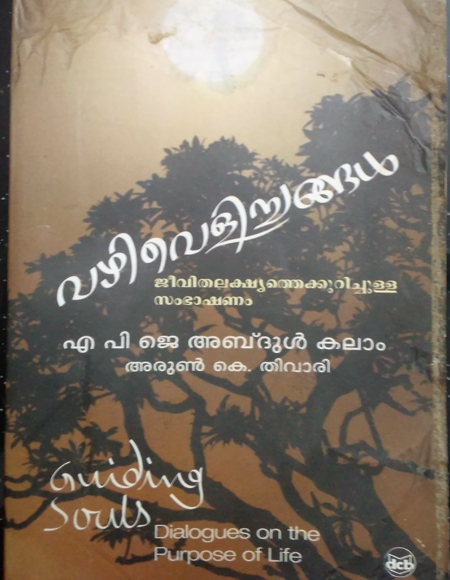 വഴിവെളിച്ചങ്ങൾ
ജീവിതലക്ഷ്യത്തെക്കുറിച്ചുള്ള
സംഭാഷണം
എ പി ജെ അബ്ദുൾ കലാം
അരുൺ കെ. തിവാരി
Guiding
Souls
Dialogues on the
Purpose of Life
dcb